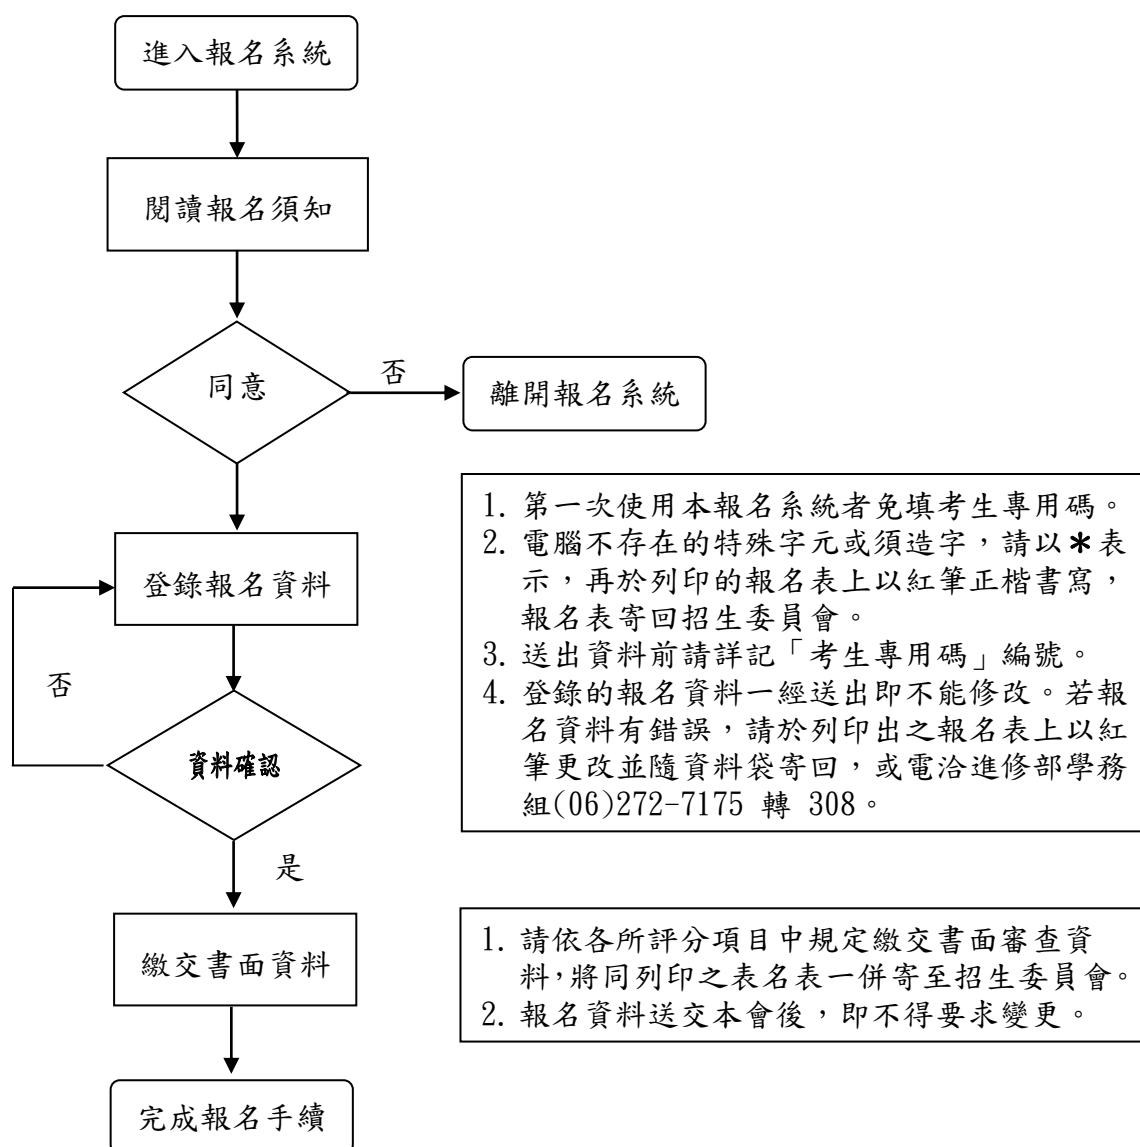 進入報名系統
閱讀報名須知
同意
否
離開報名系統
1. 第一次使用本報名系統者免填考生專用碼。
2. 電腦不存在的特殊字元或須造字，請以＊表
示，再於列印的報名表上以紅筆正楷書寫，
報名表寄回招生委員會。
3. 送出資料前請詳記「考生專用碼」編號。
4. 登錄的報名資料一經送出即不能修改。若報
名資料有錯誤，請於列印出之報名表上以紅
筆更改並隨資料袋寄回，或電洽進修部學務
組(06)272-7175 轉 308。
登錄報名資料
否
資料確認
是
繳交書面資料
1. 請依各所評分項目中規定繳交書面審查資
料，將同列印之表名表一併寄至招生委員會。
2. 報名資料送交本會後，即不得要求變更。
完成報名手續